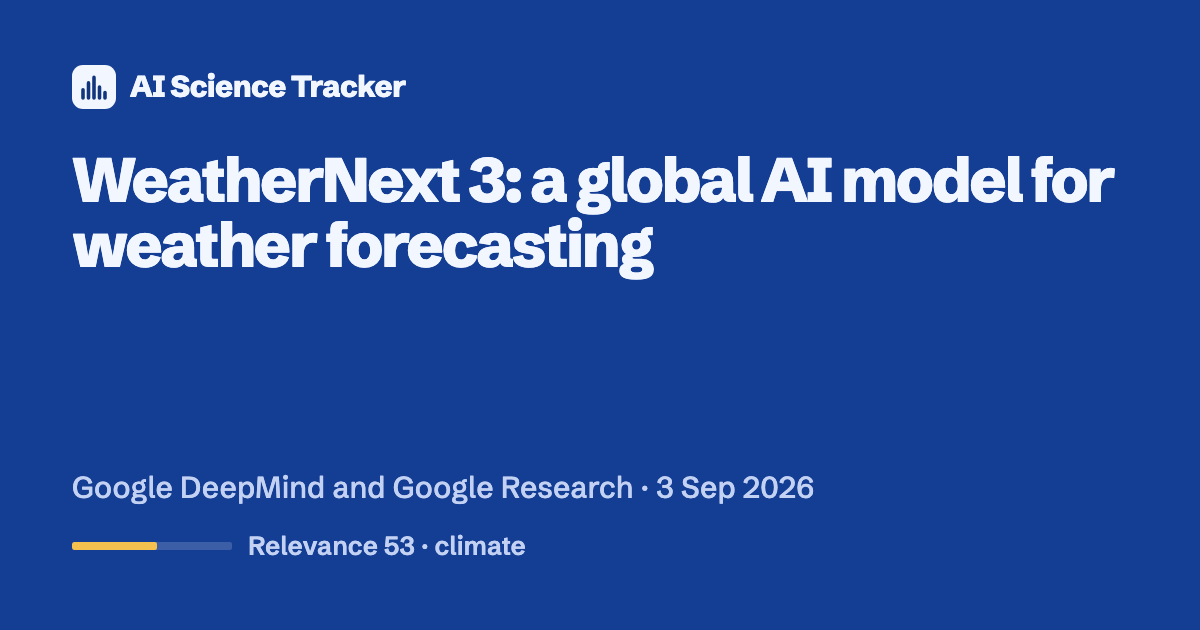 AI Science Tracker
WeatherNext 3: a global AI model for
weather forecasting
Google DeepMind and Google Research · 3 Sep 2026
Relevance 53 · climate